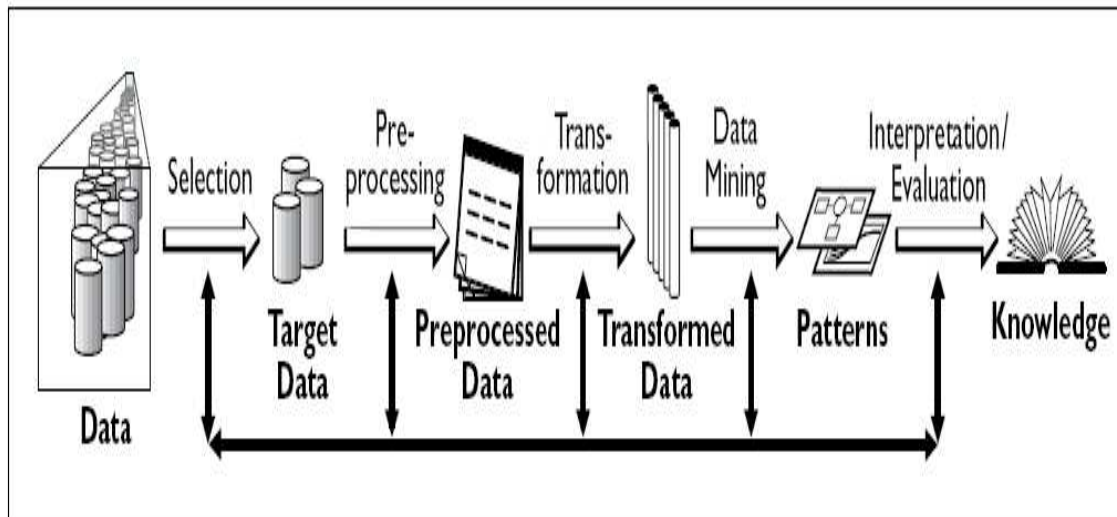 Selection
Pre-
processing
Trans-
formation
Data
Mining
Interpretation/
Evaluation
Data
Target
Data
Preprocessed
Data
Transformed
Data
Patterns
Knowledge